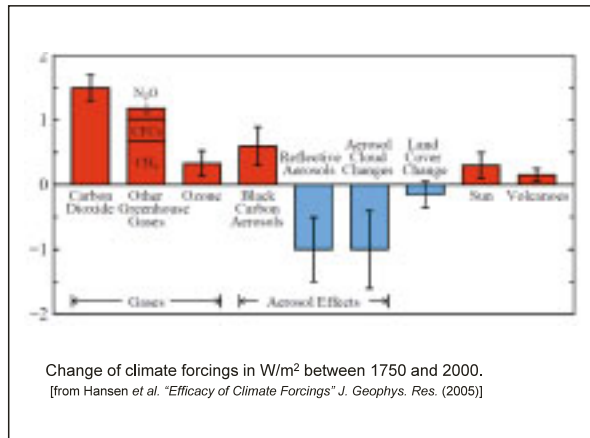 2
1
0
−1
−2
N₂O
CFCs
CH₄
Reflective
Aerosols
Aerosol
Cloud
Changes
Land
Cover
Change
Carbon
Dioxide
Other
Greenhouse
Gases
Ozone
Black
Carbon
Aerosols
Sun
Volcanoes
Gases
Aerosol Effects
Change of climate forcings in W/m² between 1750 and 2000.
[from Hansen et al. “Efficacy of Climate Forcings” J. Geophys. Res. (2005)]